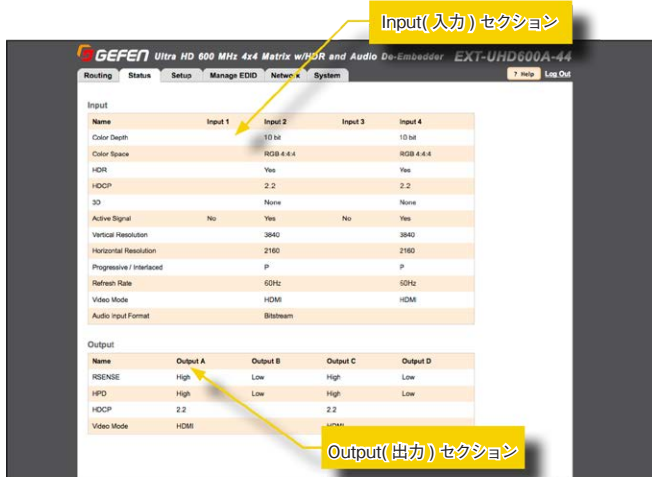 Input( 入力 ) セクション
GEFEN Ultra HD 600 MHz 4x4 Matrix w/HDR and Audio De-Embedder EXT-UHD600A-44
Routing Status Setup Manage EDID Network System ? Help Log Out
Input
Name Input 1 Input 2 Input 3 Input 4
Color Depth 10 bit 10 bit
Color Space RGB 4:4:4 RGB 4:4:4
HDR Yes Yes
HDCP 2.2 2.2
3D None None
Active Signal No Yes No Yes
Vertical Resolution 3840 3840
Horizontal Resolution 2160 2160
Progressive / Interlaced P P
Refresh Rate 60Hz 60Hz
Video Mode HDMI HDMI
Audio Input Format Bitstream
Output
Name Output A Output B Output C Output D
RSENSE High Low High Low
HPD High Low High Low
HDCP 2.2 2.2
Video Mode HDMI HDMI
Output( 出力 ) セクション